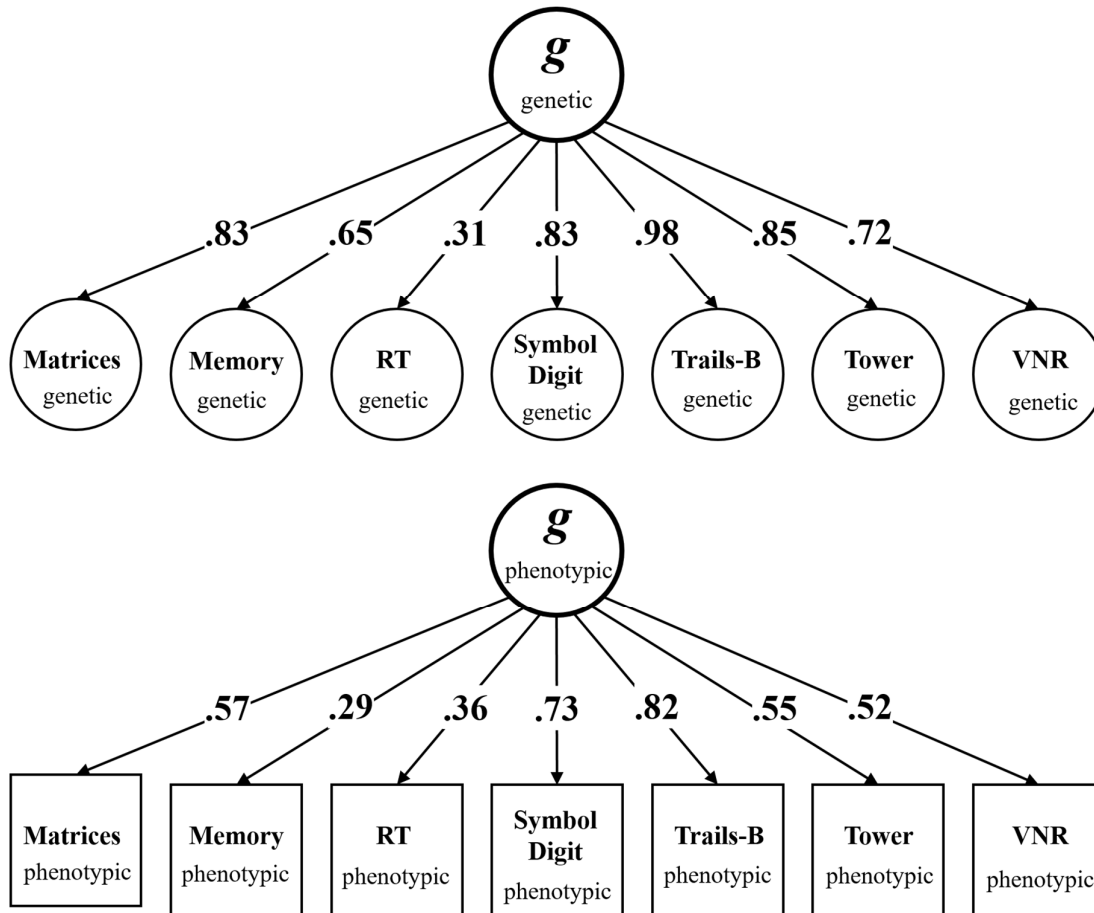 g
genetic
.83 .65 .31 .83 .98 .85 .72
Matrices
genetic
Memory
genetic
RT
genetic
Symbol
Digit
genetic
Trails-B
genetic
Tower
genetic
VNR
genetic
g
phenotypic
.57 .29 .36 .73 .82 .55 .52
Matrices
phenotypic
Memory
phenotypic
RT
phenotypic
Symbol
Digit
phenotypic
Trails-B
phenotypic
Tower
phenotypic
VNR
phenotypic